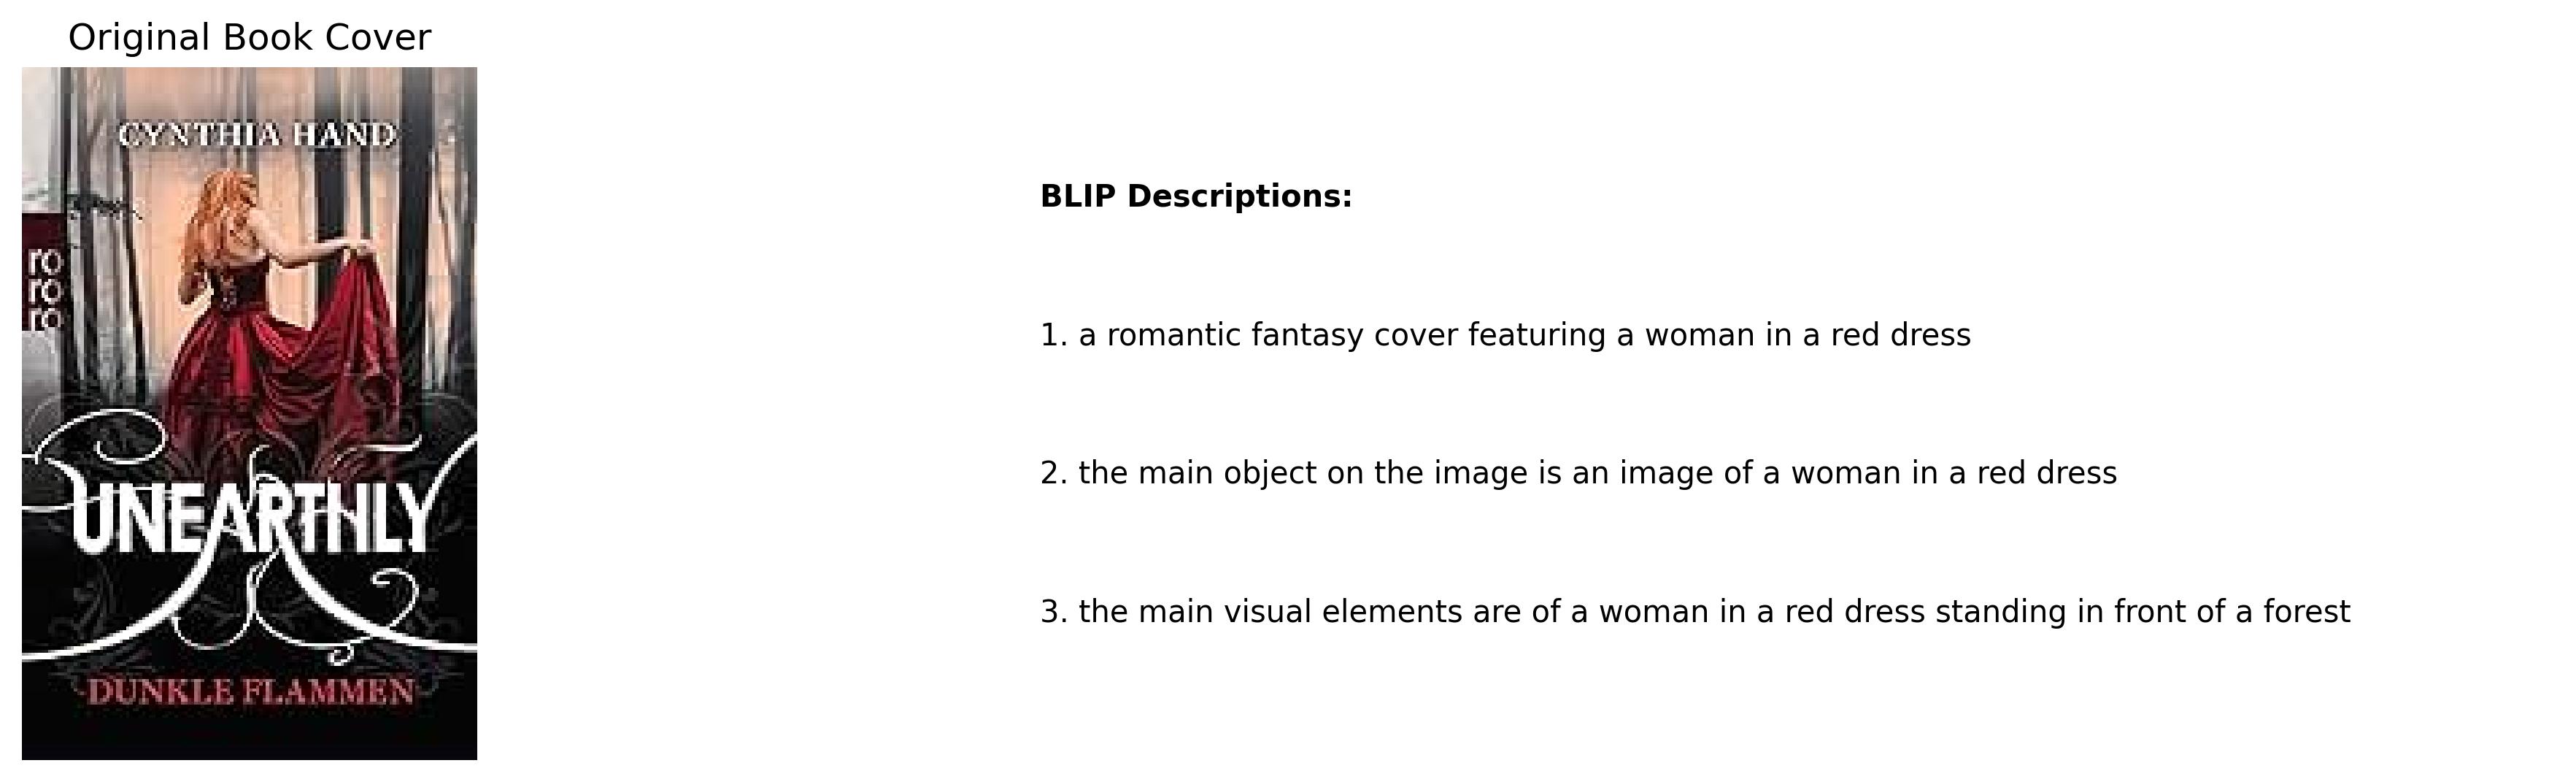 Original Book Cover
CYNTHIA HAND
ro
ro
ro
UNEARTHLY
DUNKLE FLAMMEN
BLIP Descriptions:
1. a romantic fantasy cover featuring a woman in a red dress
2. the main object on the image is an image of a woman in a red dress
3. the main visual elements are of a woman in a red dress standing in front of a forest